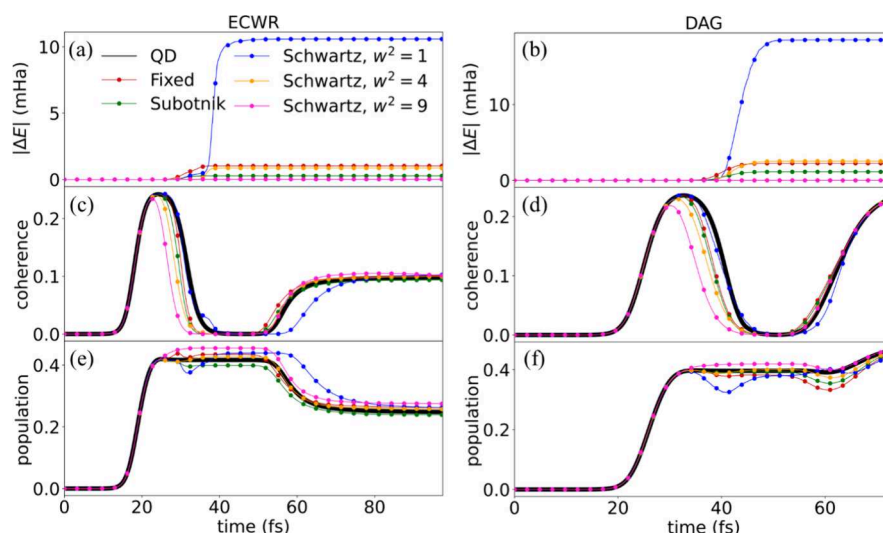 ECWR
DAG
(a)
QD
Fixed
Subotnik
Schwartz, w² = 1
Schwartz, w² = 4
Schwartz, w² = 9
|ΔE| (mHa)
10
5
0
(b)
|ΔE| (mHa)
10
0
(c)
coherence
0.2
0.1
0.0
(d)
coherence
0.2
0.1
0.0
(e)
population
0.4
0.2
0.0
0 20 40 60 80
time (fs)
(f)
population
0.4
0.2
0.0
0 20 40 60
time (fs)